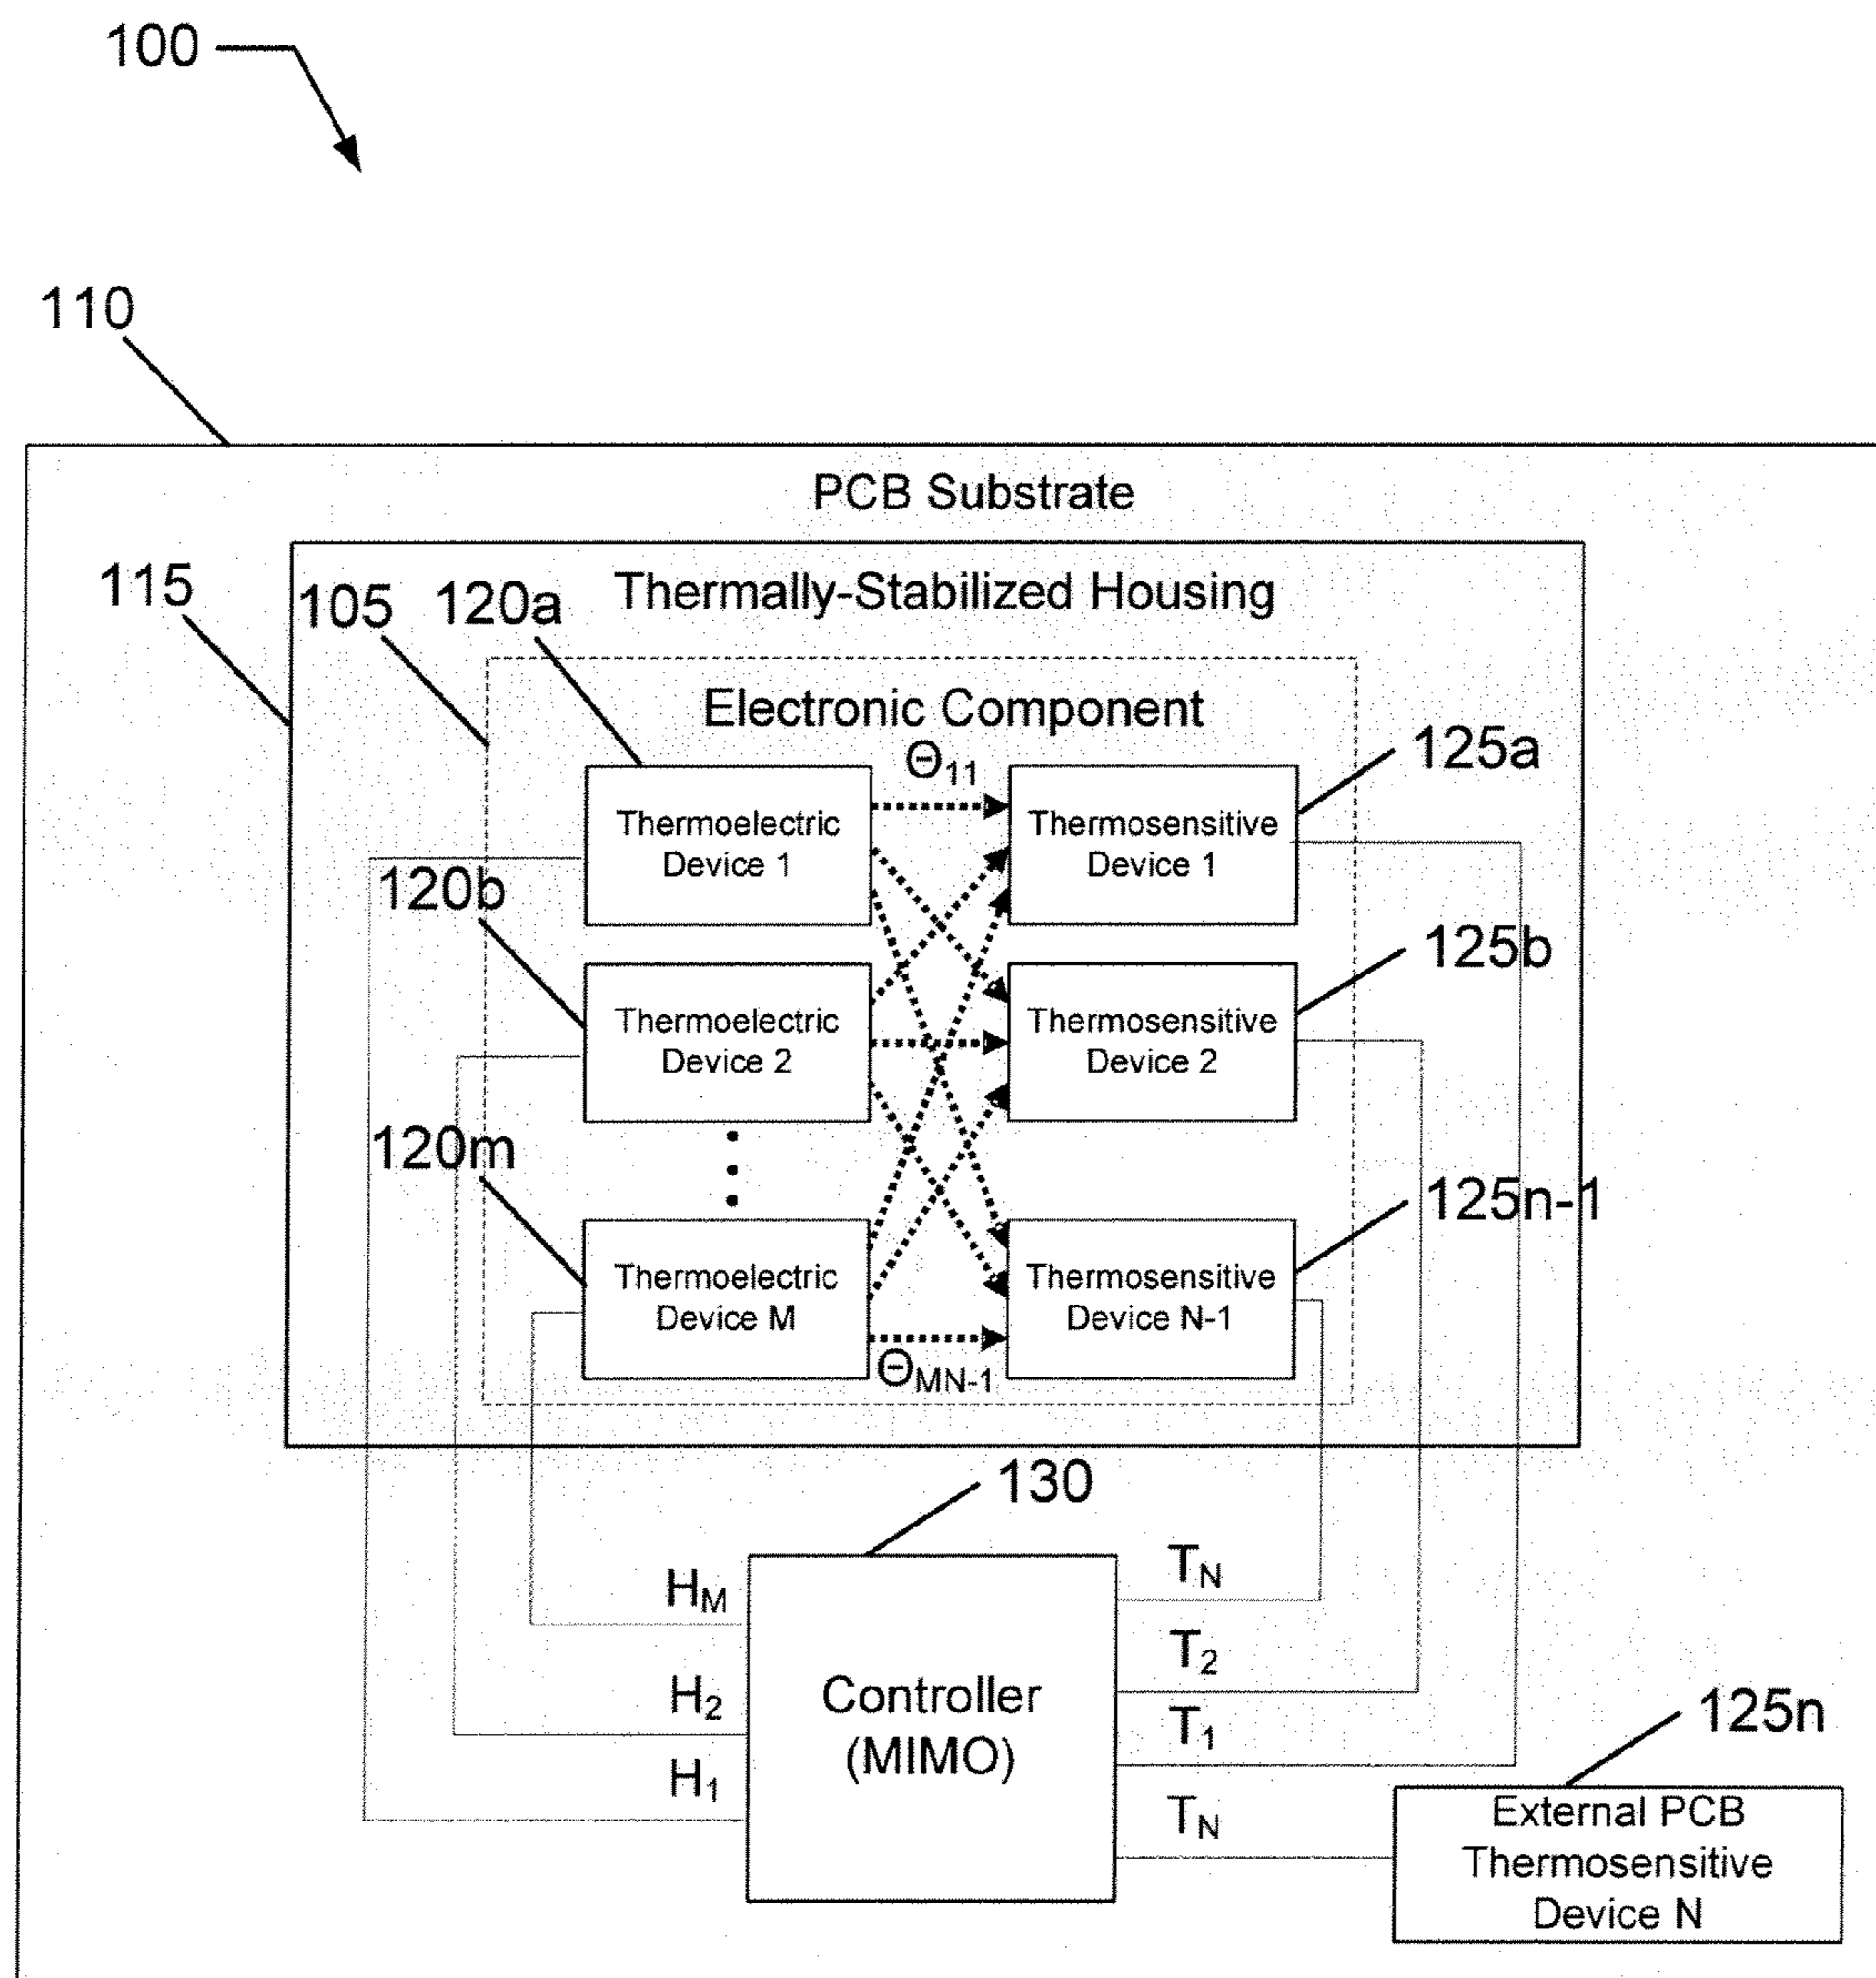 100
110
PCB Substrate
115
105
120a
Thermally-Stabilized Housing
Electronic Component
Θ11
125a
Thermoelectric
Device 1
Thermosensitive
Device 1
120b
125b
Thermoelectric
Device 2
Thermosensitive
Device 2
120m
125n-1
Thermoelectric
Device M
Thermosensitive
Device N-1
ΘMN-1
130
HM
TN
T2
H2
Controller
(MIMO)
T1
H1
TN
125n
External PCB
Thermosensitive
Device N